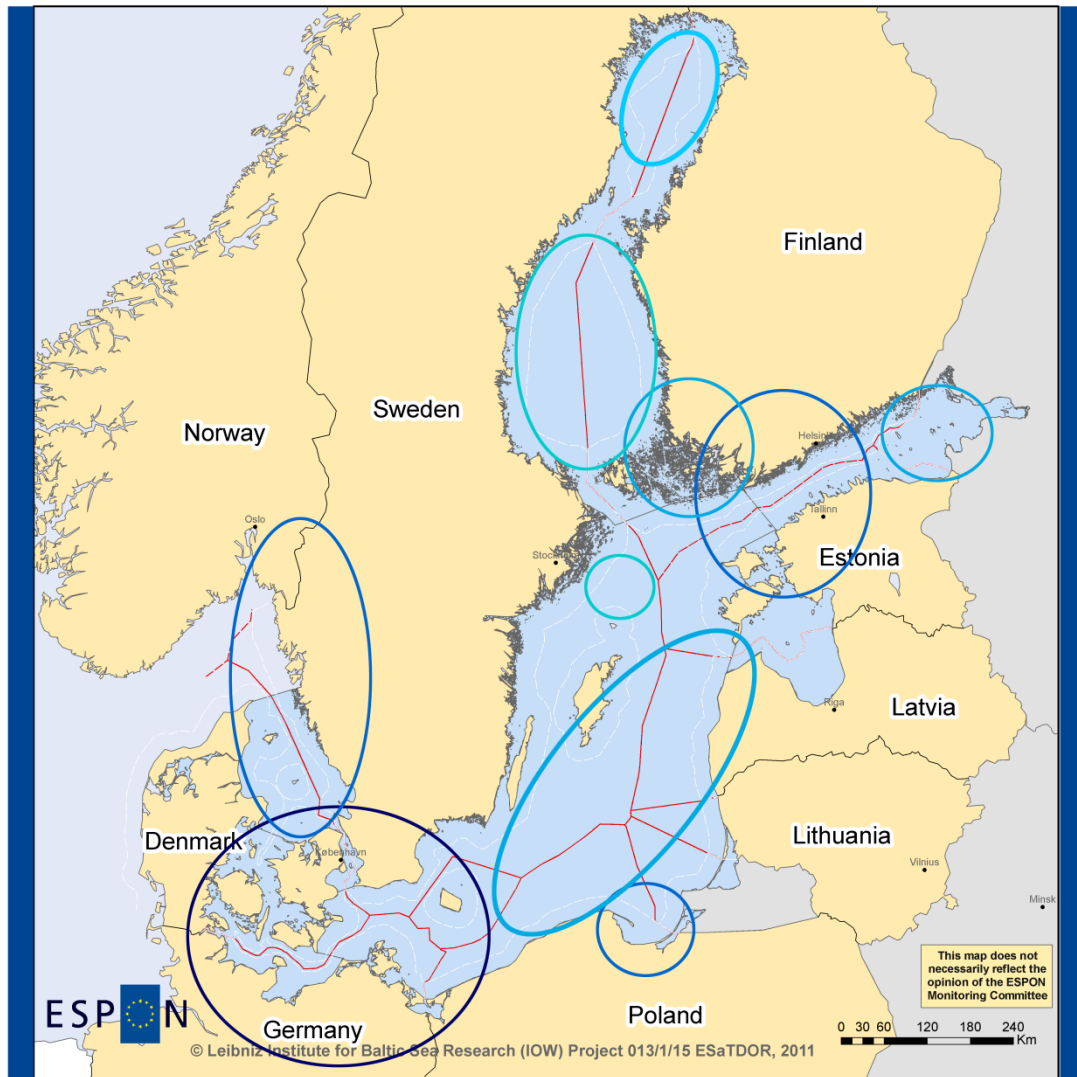 Finland
Sweden
Norway
Helsinki
Oslo
Tallinn
Stockholm
Estonia
Riga
Latvia
Denmark
København
Lithuania
Vilnius
Minsk
This map does not
necessarily reflect the
opinion of the ESPON
Monitoring Committee
ESPON
Germany
Poland
0 30 60 120 180 240
Km
© Leibniz Institute for Baltic Sea Research (IOW) Project 013/1/15 ESaTDOR, 2011